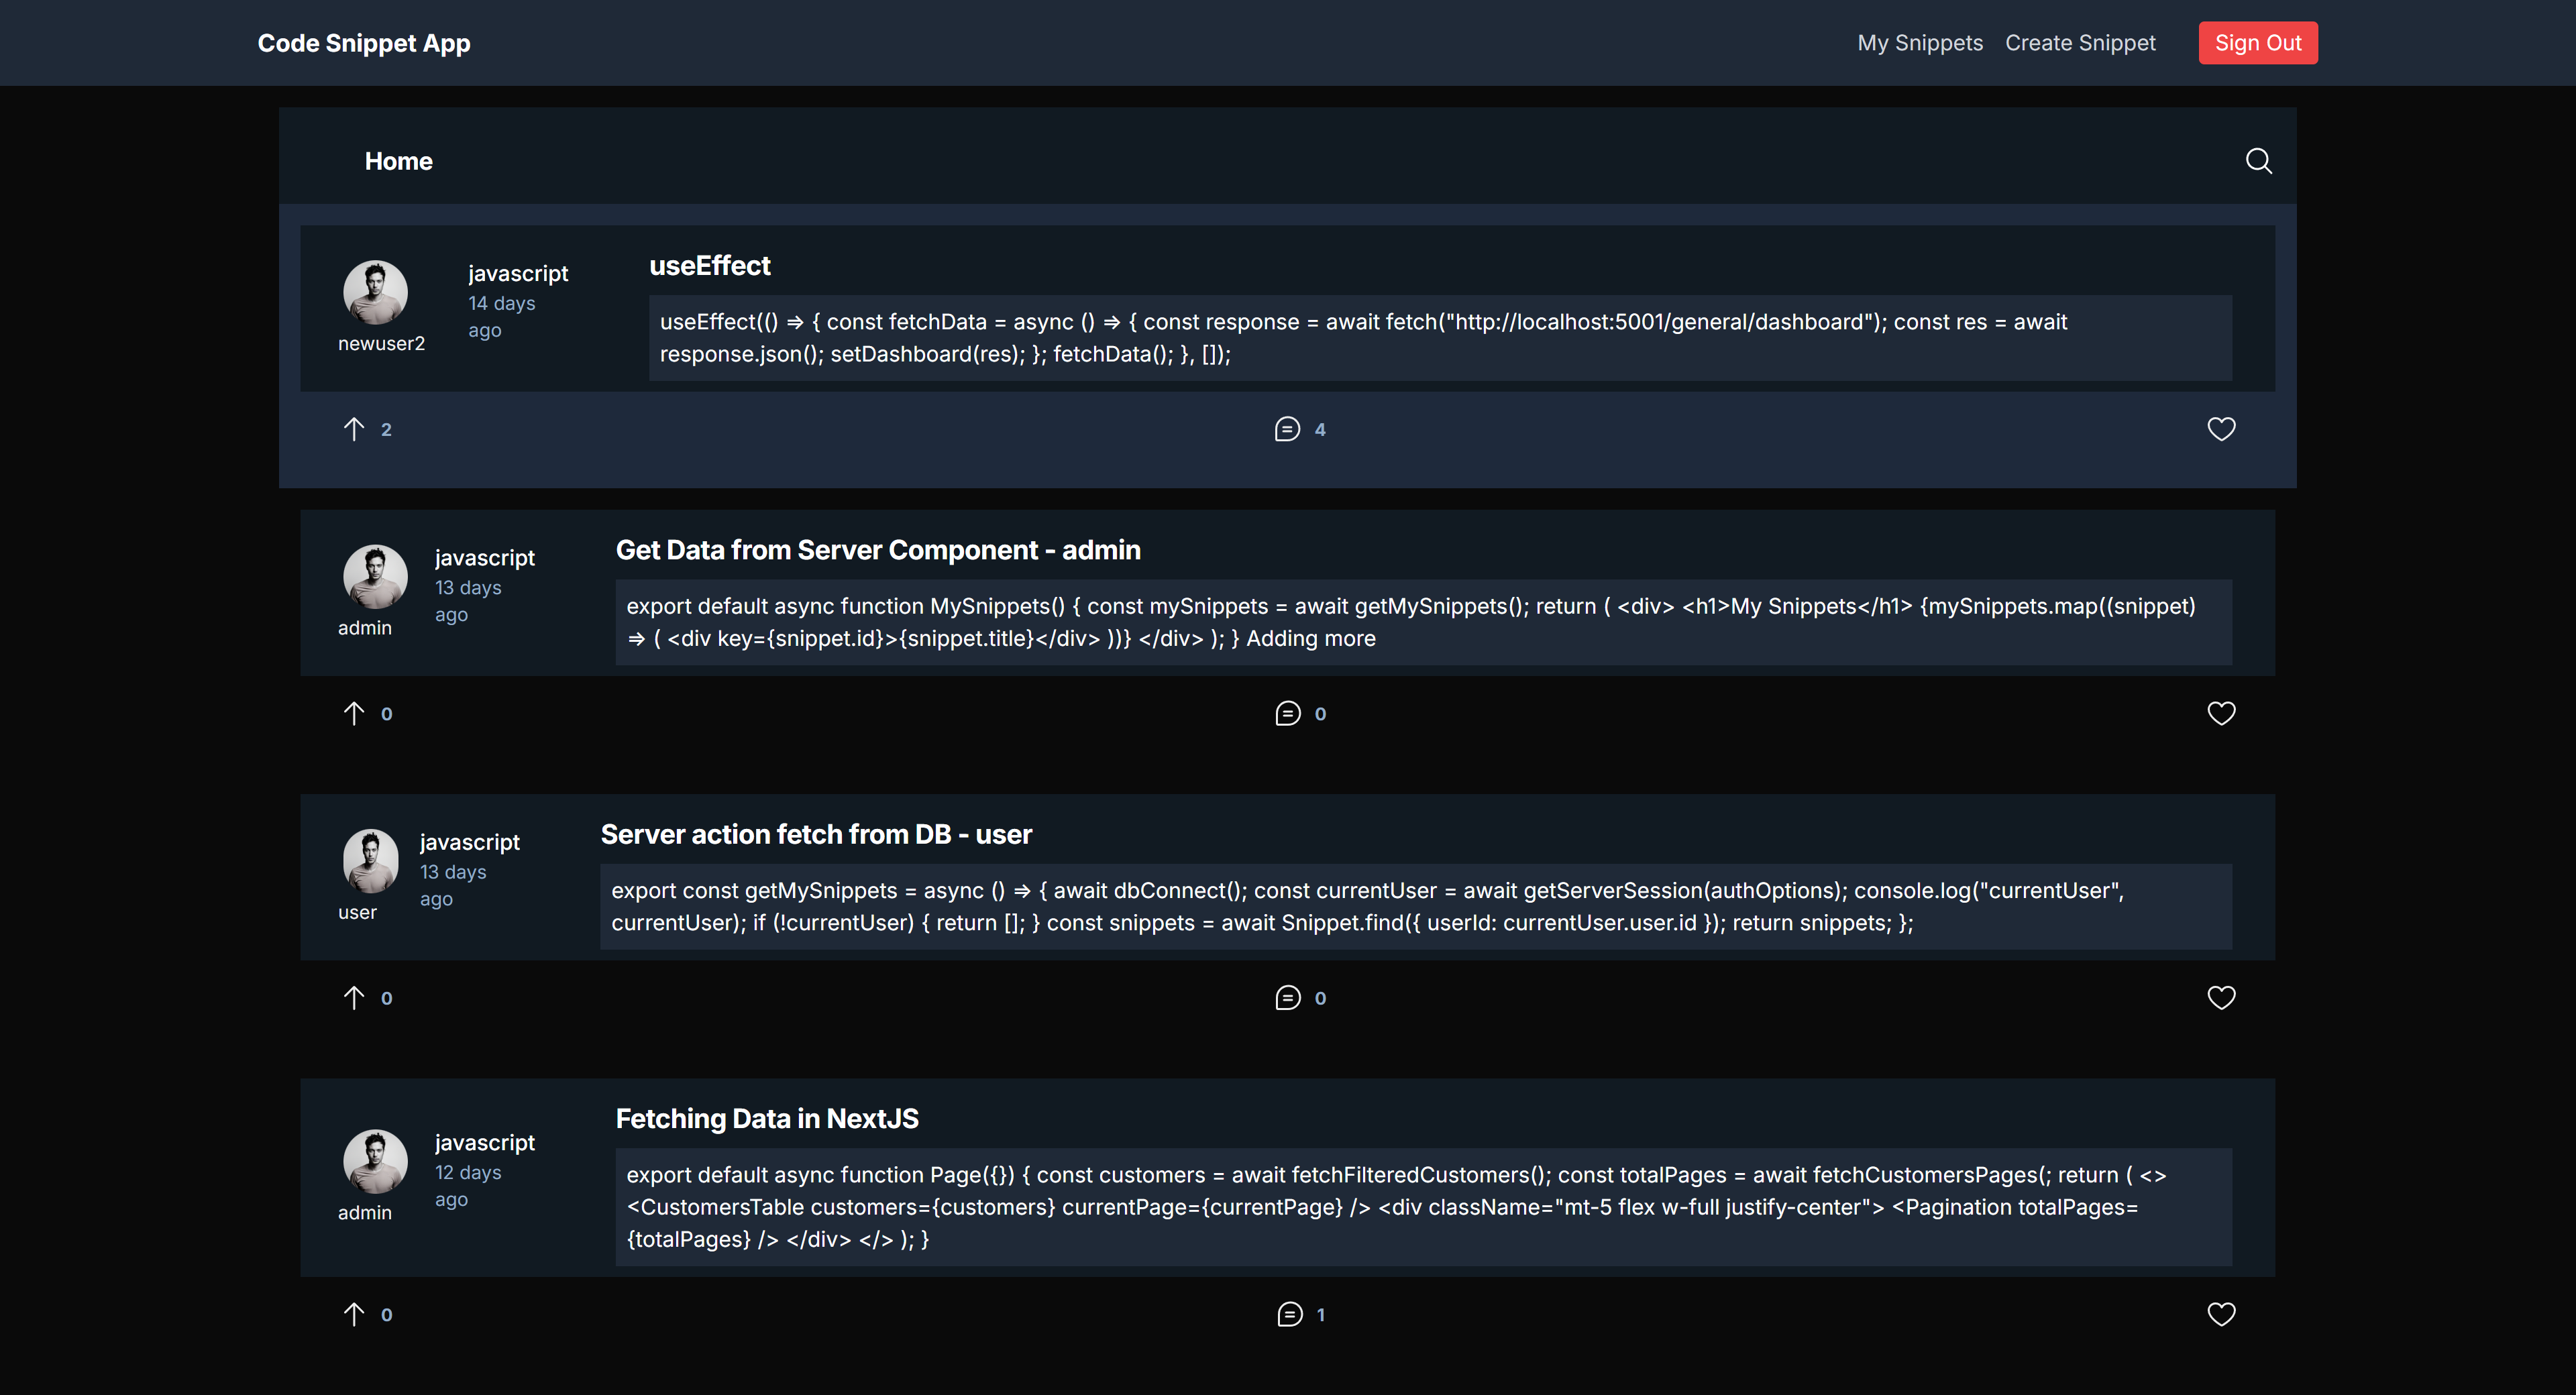 Code Snippet App
My Snippets
Create Snippet
Sign Out
Home
newuser2
javascript
14 days
ago
useEffect
useEffect(() => { const fetchData = async () => { const response = await fetch("http://localhost:5001/general/dashboard"); const res = await
response.json(); setDashboard(res); }; fetchData(); }, []);
2
4
admin
javascript
13 days
ago
Get Data from Server Component - admin
export default async function MySnippets() { const mySnippets = await getMySnippets(); return ( <div> <h1>My Snippets</h1> {mySnippets.map((snippet)
=> ( <div key={snippet.id}>{snippet.title}</div> ))} </div> ); } Adding more
0
0
user
javascript
13 days
ago
Server action fetch from DB - user
export const getMySnippets = async () => { await dbConnect(); const currentUser = await getServerSession(authOptions); console.log("currentUser",
currentUser); if (!currentUser) { return []; } const snippets = await Snippet.find({ userId: currentUser.user.id }); return snippets; };
0
0
admin
javascript
12 days
ago
Fetching Data in NextJS
export default async function Page({}) { const customers = await fetchFilteredCustomers(); const totalPages = await fetchCustomersPages(; return ( <>
<CustomersTable customers={customers} currentPage={currentPage} /> <div className="mt-5 flex w-full justify-center"> <Pagination totalPages=
{totalPages} /> </div> </> ); }
0
1